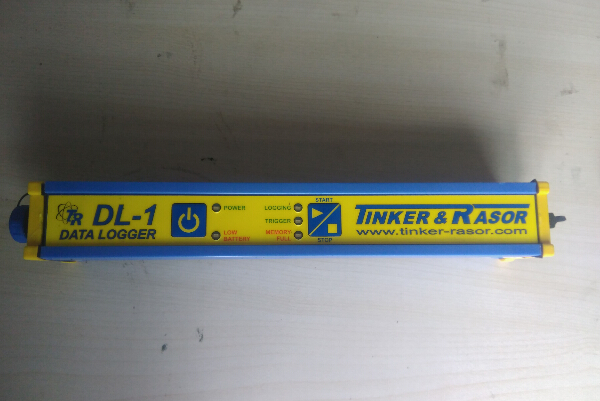 TR DL-1
DATA LOGGER
POWER
LOW
BATTERY
LOGGING
TRIGGER
MEMORY
FULL
START
STOP
TINKER & RASOR
www.tinker-rasor.com